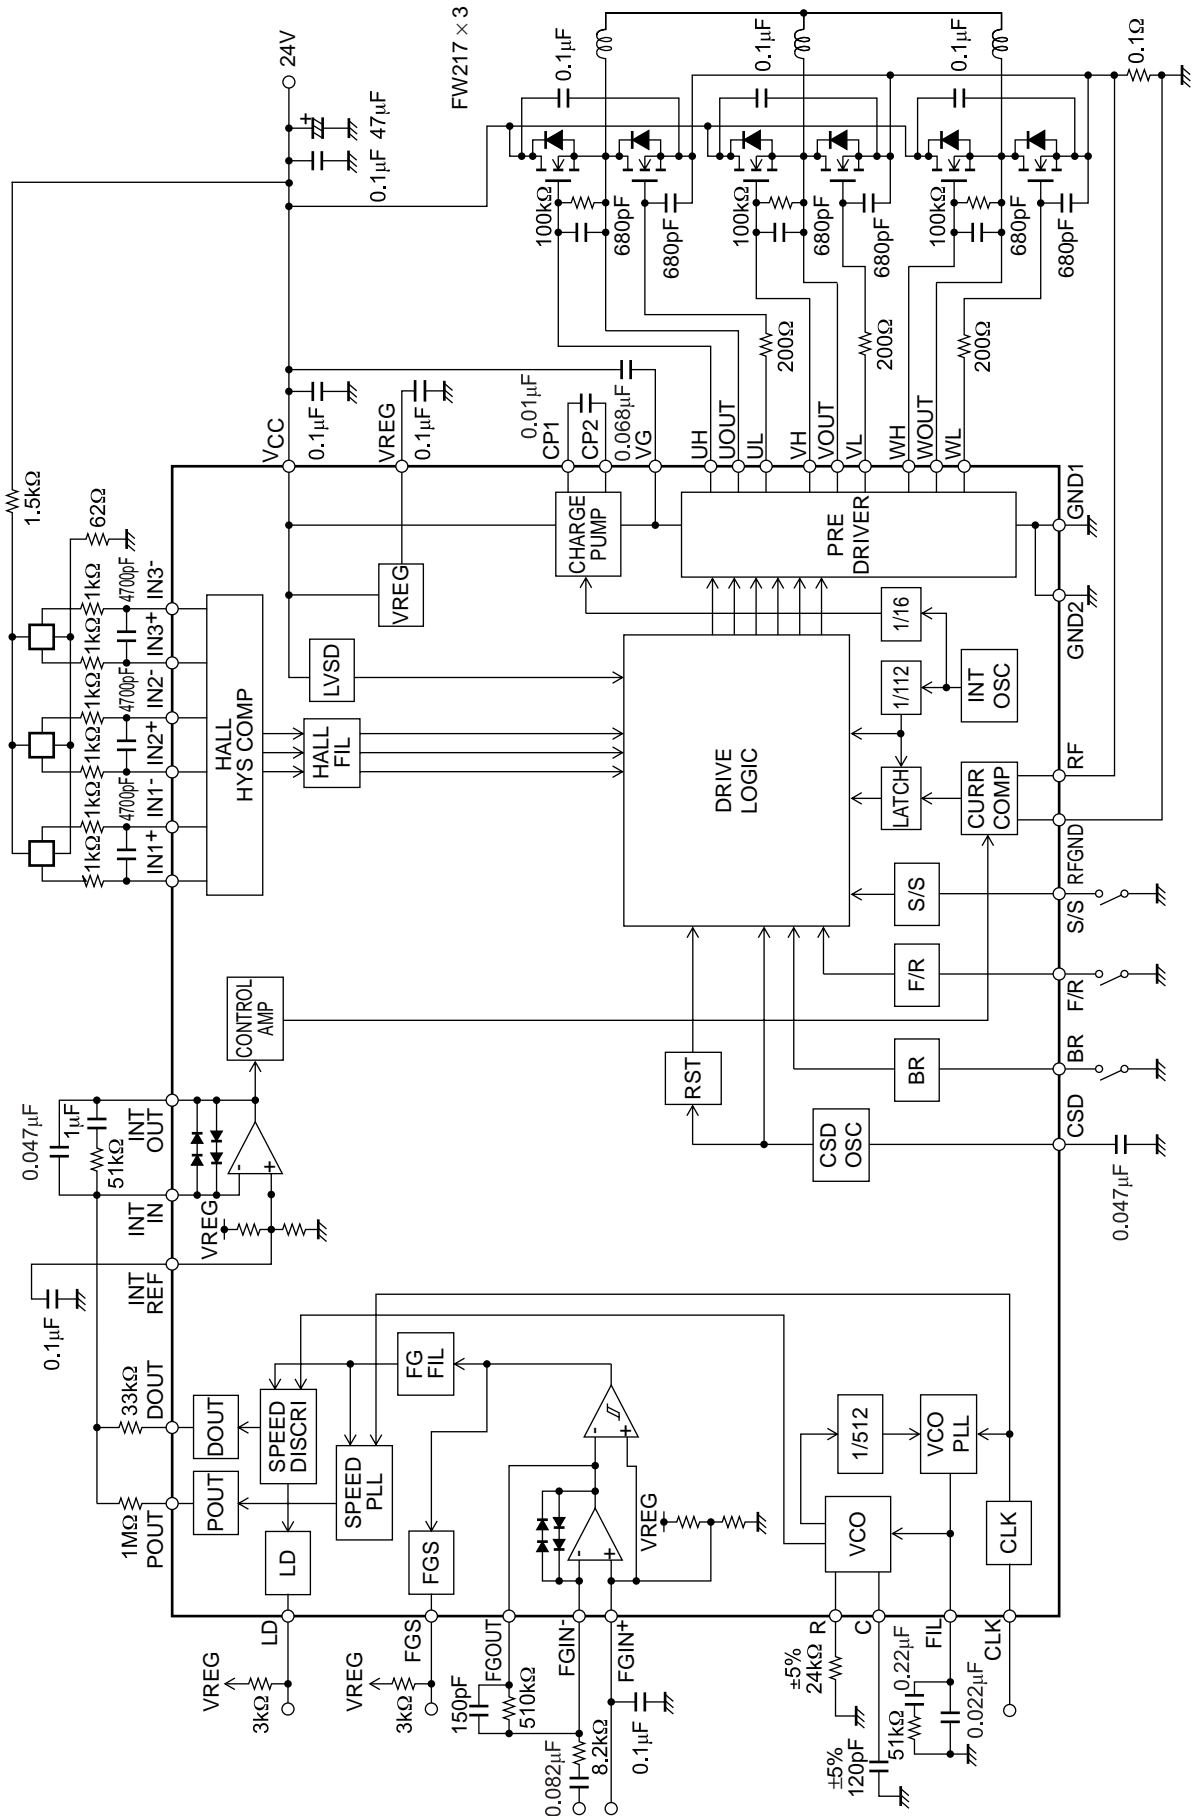 FW217 × 3
24V
47µF
0.1µF
0.1µF
0.1µF
0.1µF
0.1Ω
100kΩ
680pF
680pF
100kΩ
680pF
680pF
100kΩ
680pF
680pF
200Ω
200Ω
200Ω
0.1µF
0.1µF
0.01µF
0.068µF
VCC
VREG
CP1
CP2
VG
UH
UOUT
UL
VH
VOUT
VL
WH
WOUT
WL
GND1
GND2
1.5kΩ
62Ω
1kΩ
4700pF
1kΩ
1kΩ
4700pF
1kΩ
1kΩ
4700pF
1kΩ
IN3-
IN3+
IN2-
IN2+
IN1-
IN1+
HALL
HYS COMP
HALL
FIL
LVSD
VREG
CHARGE
PUMP
PRE
DRIVER
DRIVE
LOGIC
1/16
1/112
INT
OSC
LATCH
CURR
COMP
RF
RFGND
S/S
S/S
F/R
F/R
BR
BR
RST
CSD
OSC
CSD
0.047µF
CONTROL
AMP
0.047µF
1µF
51kΩ
INT
OUT
INT
IN
INT
REF
0.1µF
-
+
VREG
33kΩ
DOUT
1MΩ
POUT
DOUT
POUT
SPEED
DISCRI
SPEED
PLL
FG
FIL
LD
FGS
-
+
-
+
VREG
1/512
VCO
PLL
VCO
CLK
LD
FGS
FGOUT
FGIN-
FGIN+
R
C
FIL
CLK
VREG
3kΩ
VREG
3kΩ
150pF
510kΩ
0.082µF
8.2kΩ
0.1µF
±5%
24kΩ
±5%
120pF
0.22µF
51kΩ
0.022µF